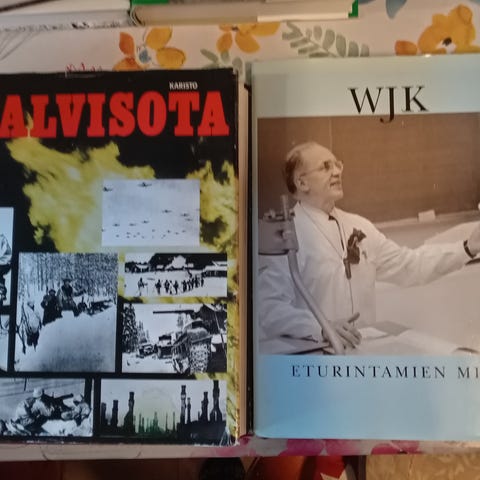 KARISTO
ALVISOTA
WJK
ETURINTAMIEN MI